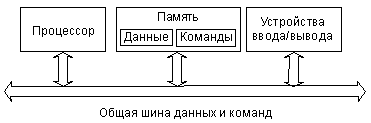 Процессор
Память
Данные
Команды
Устройства
ввода/вывода
Общая шина данных и команд